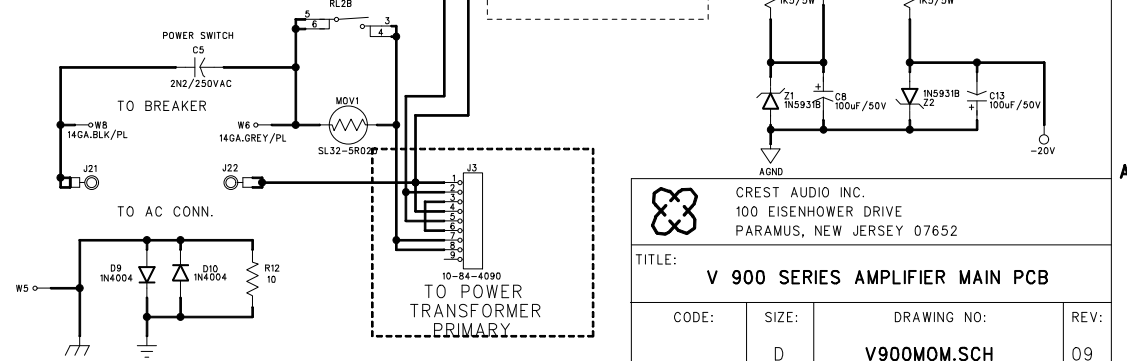 RL2B
5
6
3
4
POWER SWITCH
C5
2N2/250VAC
TO BREAKER
W8
14GA.BLK/PL
W6
14GA.GREY/PL
MOV1
J21
J22
TO AC CONN.
D9
1N4004
D10
1N4004
R12
10
W5
J3
1
2
3
4
5
6
7
8
9
10-84-4090
TO POWER
TRANSFORMER
PRIMARY
1K5/5W
1K5/5W
Z1
1N5931B
+
C8
100uF/50V
1N5931B
Z2
C13
+
100uF/50V
-20V
AGND
CREST AUDIO INC.
100 EISENHOWER DRIVE
PARAMUS, NEW JERSEY 07652
TITLE:
V 900 SERIES AMPLIFIER MAIN PCB
CODE:
SIZE:
D
DRAWING NO:
V900MOM.SCH
REV:
09